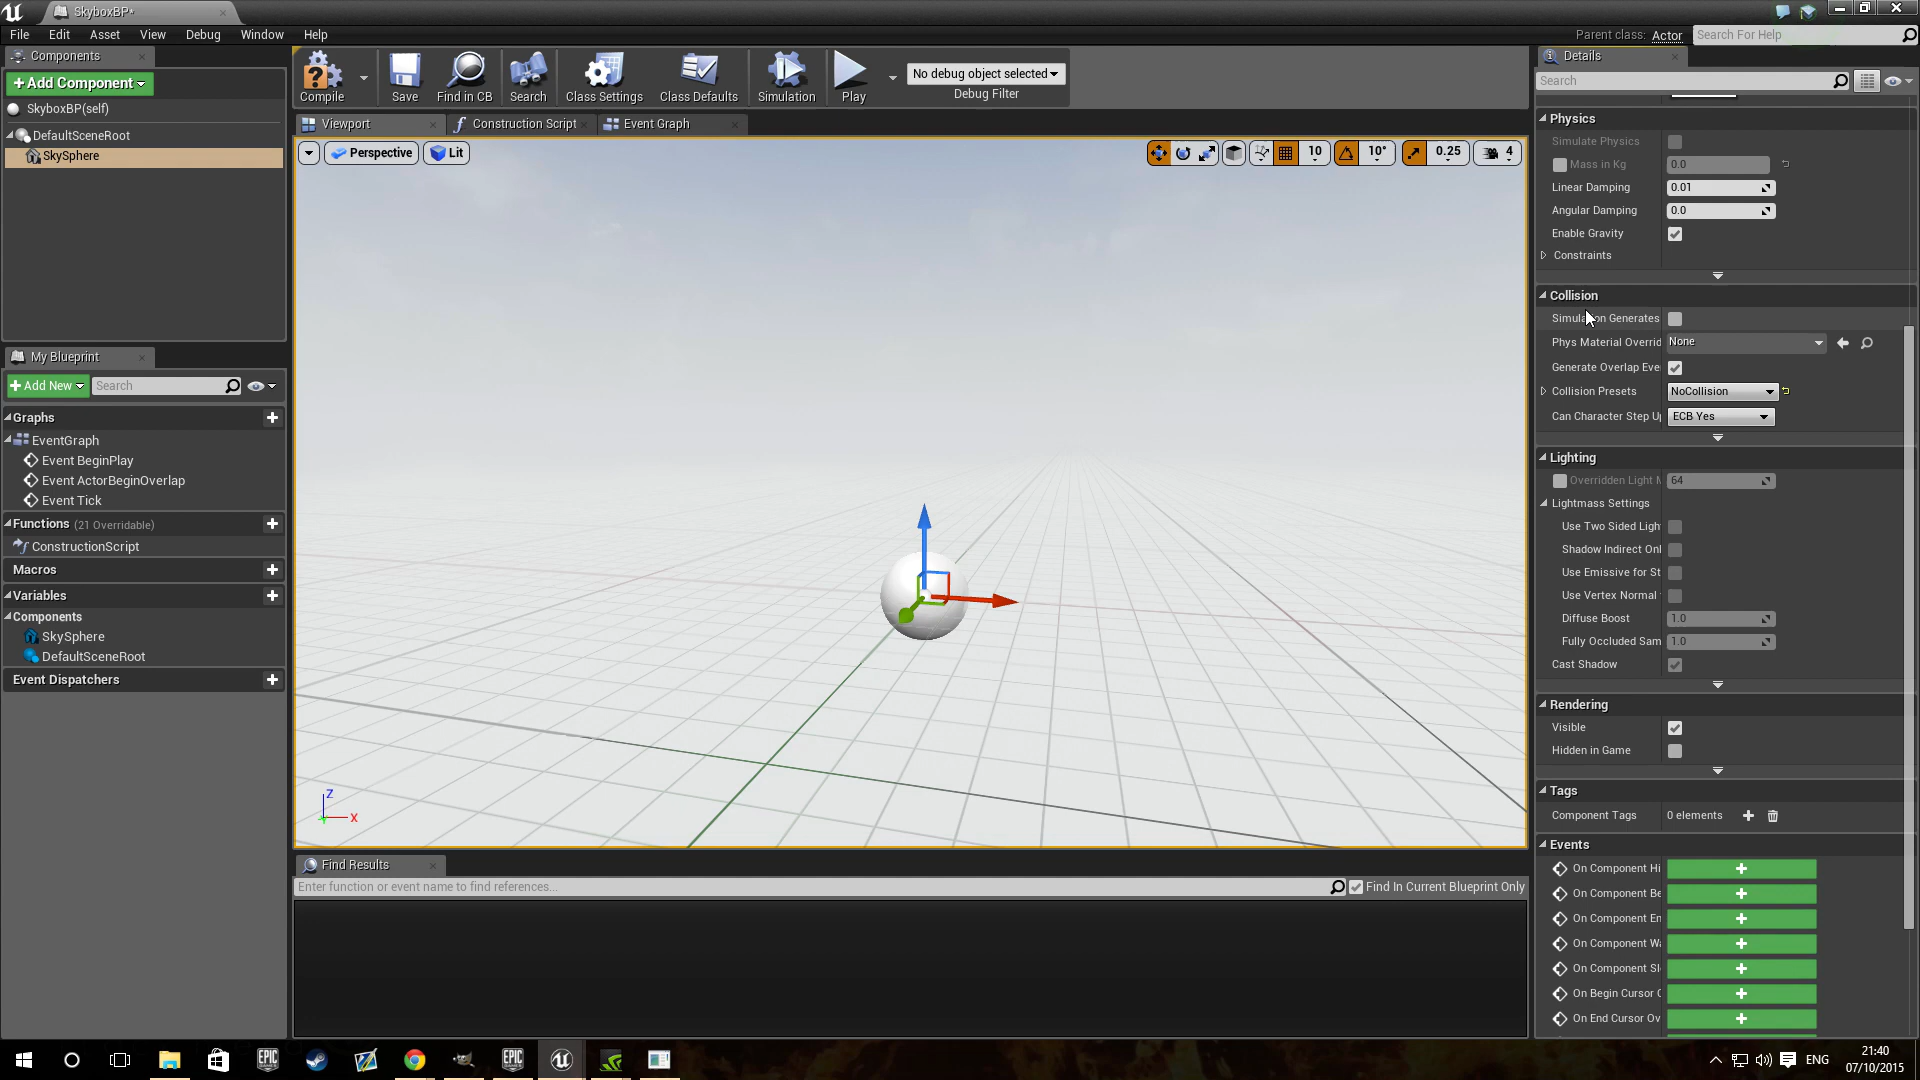 SkyboxBP*
File Edit Asset View Debug Window Help
Parent class: Actor
Search For Help
Components
+Add Component
SkyboxBP(self)
DefaultSceneRoot
SkySphere
My Blueprint
+Add New
Search
Graphs
EventGraph
Event BeginPlay
Event ActorBeginOverlap
Event Tick
Functions (21 Overridable)
ConstructionScript
Macros
Variables
Components
SkySphere
DefaultSceneRoot
Event Dispatchers
Compile
Save
Find in CB
Search
Class Settings
Class Defaults
Simulation
Play
No debug object selected
Debug Filter
Viewport
Construction Script
Event Graph
Perspective
Lit
10
10°
0.25
4
Z
X
Find Results
Enter function or event name to find references...
Find In Current Blueprint Only
Details
Search
Physics
Simulate Physics
Mass in Kg 0.0
Linear Damping 0.01
Angular Damping 0.0
Enable Gravity
Constraints
Collision
Simulation Generates
Phys Material Overrid None
Generate Overlap Eve
Collision Presets NoCollision
Can Character Step U ECB Yes
Lighting
Overridden Light M 64
Lightmass Settings
Use Two Sided Ligh
Shadow Indirect Onl
Use Emissive for St
Use Vertex Normal
Diffuse Boost 1.0
Fully Occluded Sam 1.0
Cast Shadow
Rendering
Visible
Hidden in Game
Tags
Component Tags 0 elements
Events
On Component Hi
On Component Be
On Component En
On Component Wa
On Component Sl
On Begin Cursor O
On End Cursor Ov
EPIC
EPIC
ENG
21:40
07/10/2015